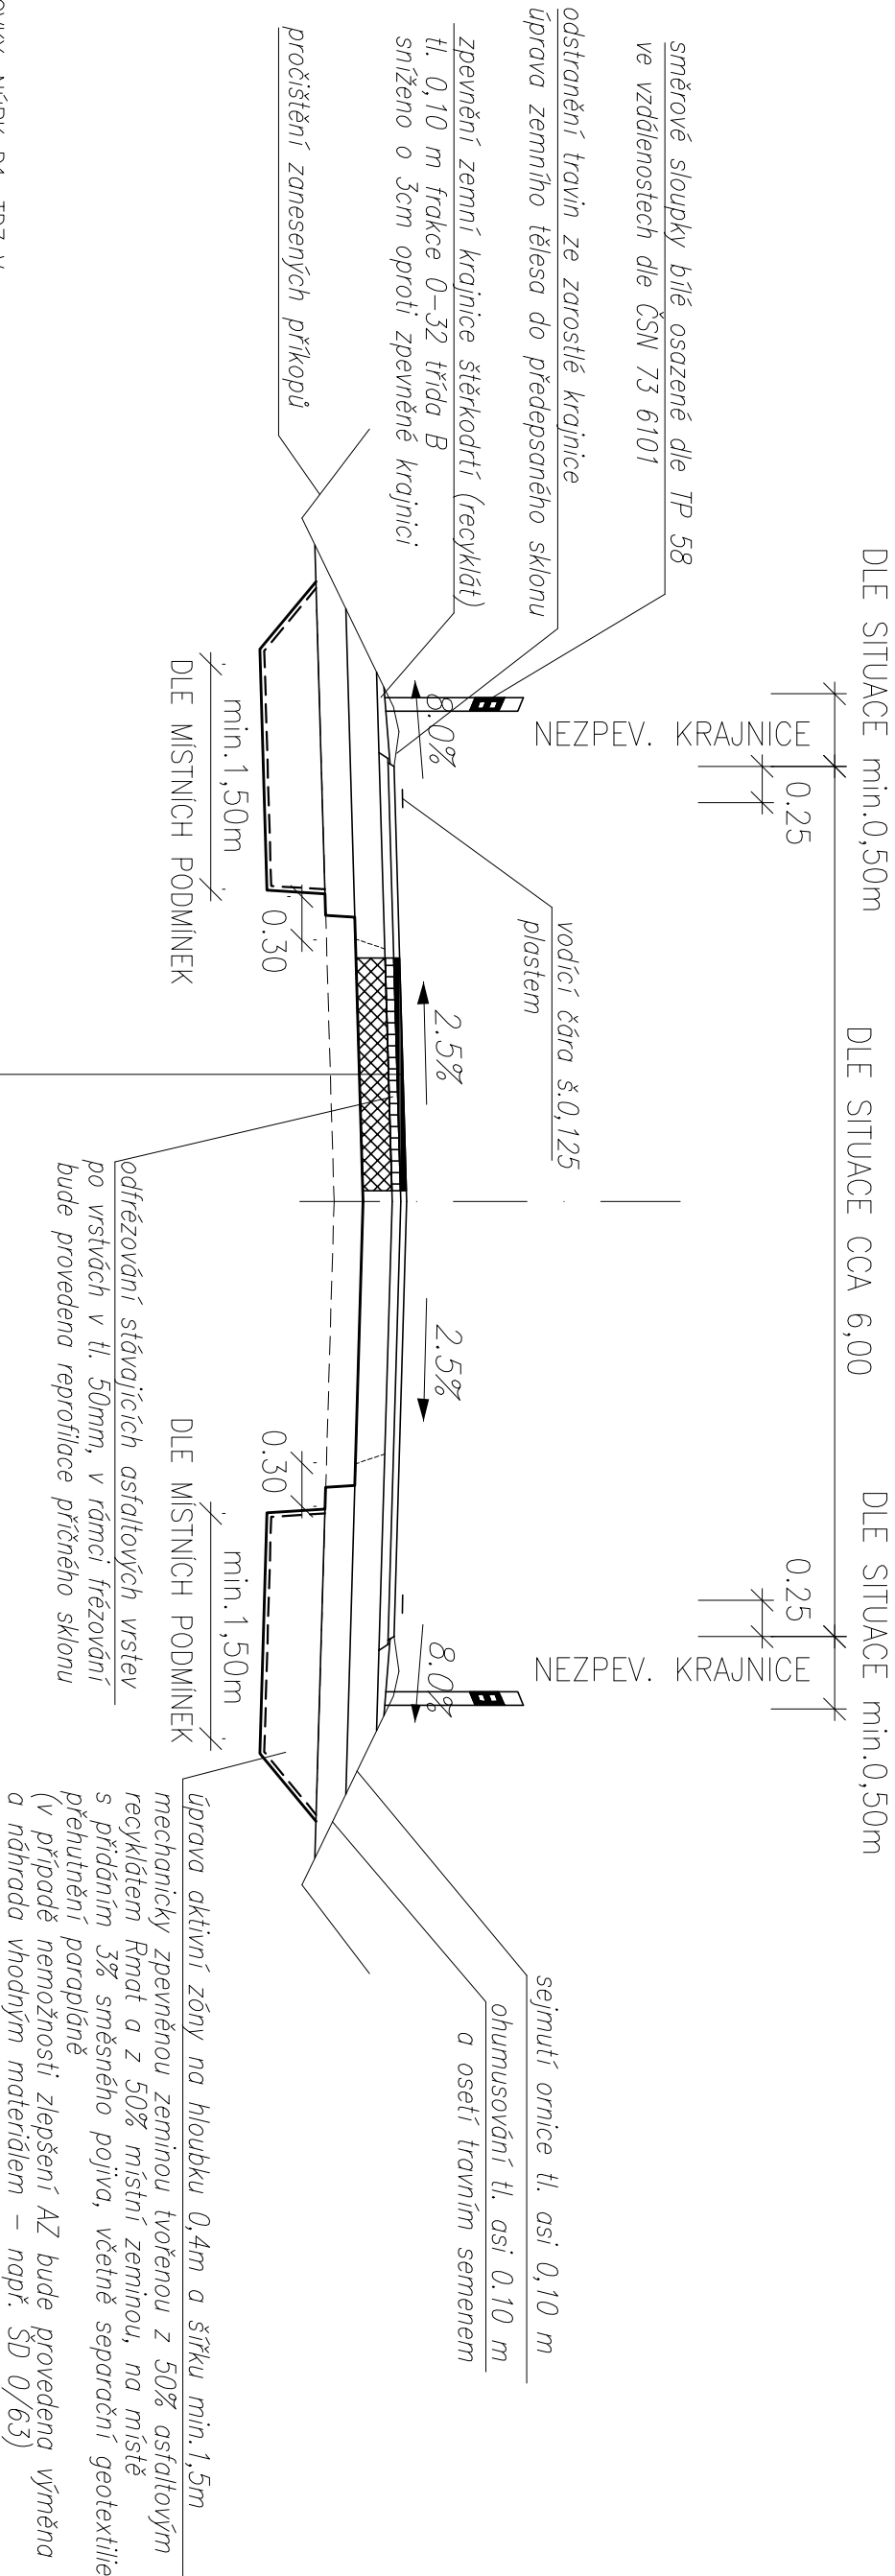 DLE SITUACE min.0,50m
DLE SITUACE CCA 6,00
DLE SITUACE min.0,50m
0.25
0.25
NEZPEV. KRAJNICE
NEZPEV. KRAJNICE
směrové sloupky bílé osazené dle TP 58
ve vzdálenostech dle ČSN 73 6101
odstranění travin ze zarostlé krajnice
úprava zemního tělesa do předepsaného sklonu
zpevnění zemní krajnice štěrkodrtí (recyklát)
tl. 0,10 m frakce 0-32 třída B
sníženo o 3cm oproti zpevněné krajnici
pročištění zanesených příkopů
vodící čára š.0,125
plastem
8.0%
2.5%
2.5%
8.0%
sejmutí ornice tl. asi 0,10 m
ohumusování tl. asi 0.10 m
a osetí travním semenem
0.30
0.30
min.1,50m
DLE MÍSTNÍCH PODMÍNEK
min.1,50m
DLE MÍSTNÍCH PODMÍNEK
odfrézování stávajících asfaltových vrstev
po vrstvách v tl. 50mm, v rámci frézování
bude provedena reprofilace příčného sklonu
úprava aktivní zóny na hloubku 0,4m a šířku min.1,5m
mechanicky zpevněnou zeminou tvořenou z 50% asfaltovým
recyklátem Rmat a z 50% místní zeminou, na místě
s přidáním 3% směsného pojiva, včetně separační geotextilie
přehutnění parapláně
(v případě nemožnosti zlepšení AZ bude provedena výměna
a náhrada vhodným materiálem - např. ŠD 0/63)